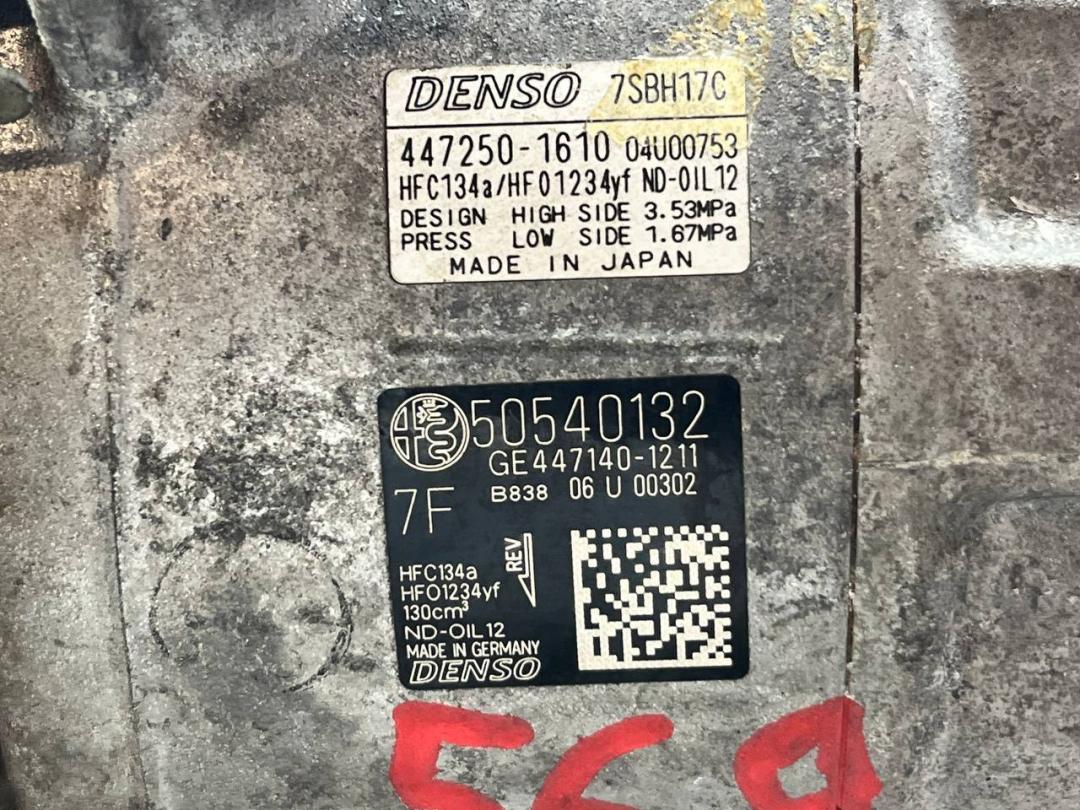 DENSO 7SBH17C
447250-1610 04U00753
HFC134a/HFO1234yf ND-OIL12
DESIGN HIGH SIDE 3.53MPa
PRESS LOW SIDE 1.67MPa
MADE IN JAPAN
50540132
GE447140-1211
7F B838 06 U 00302
REV
HFC134a
HFO1234yf
130cm³
ND-OIL12
MADE IN GERMANY
DENSO